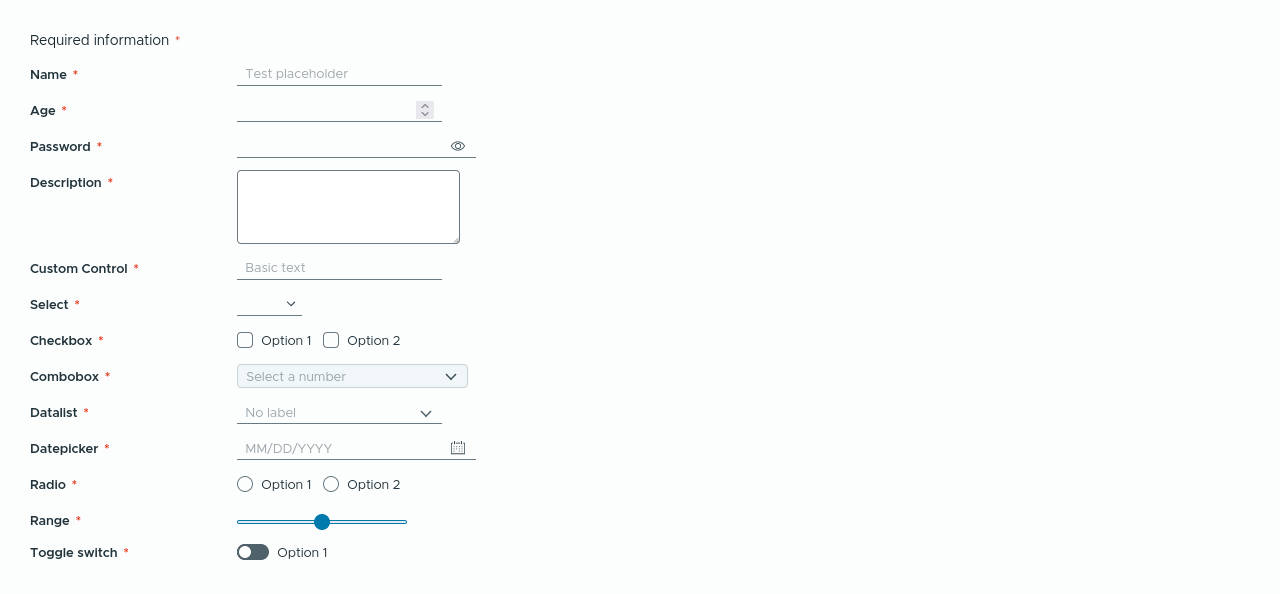 Required information *
Name * Test placeholder
Age *
Password *
Description *
Custom Control * Basic text
Select *
Checkbox * Option 1 Option 2
Combobox * Select a number
Datalist * No label
Datepicker * MM/DD/YYYY
Radio * Option 1 Option 2
Range *
Toggle switch * Option 1